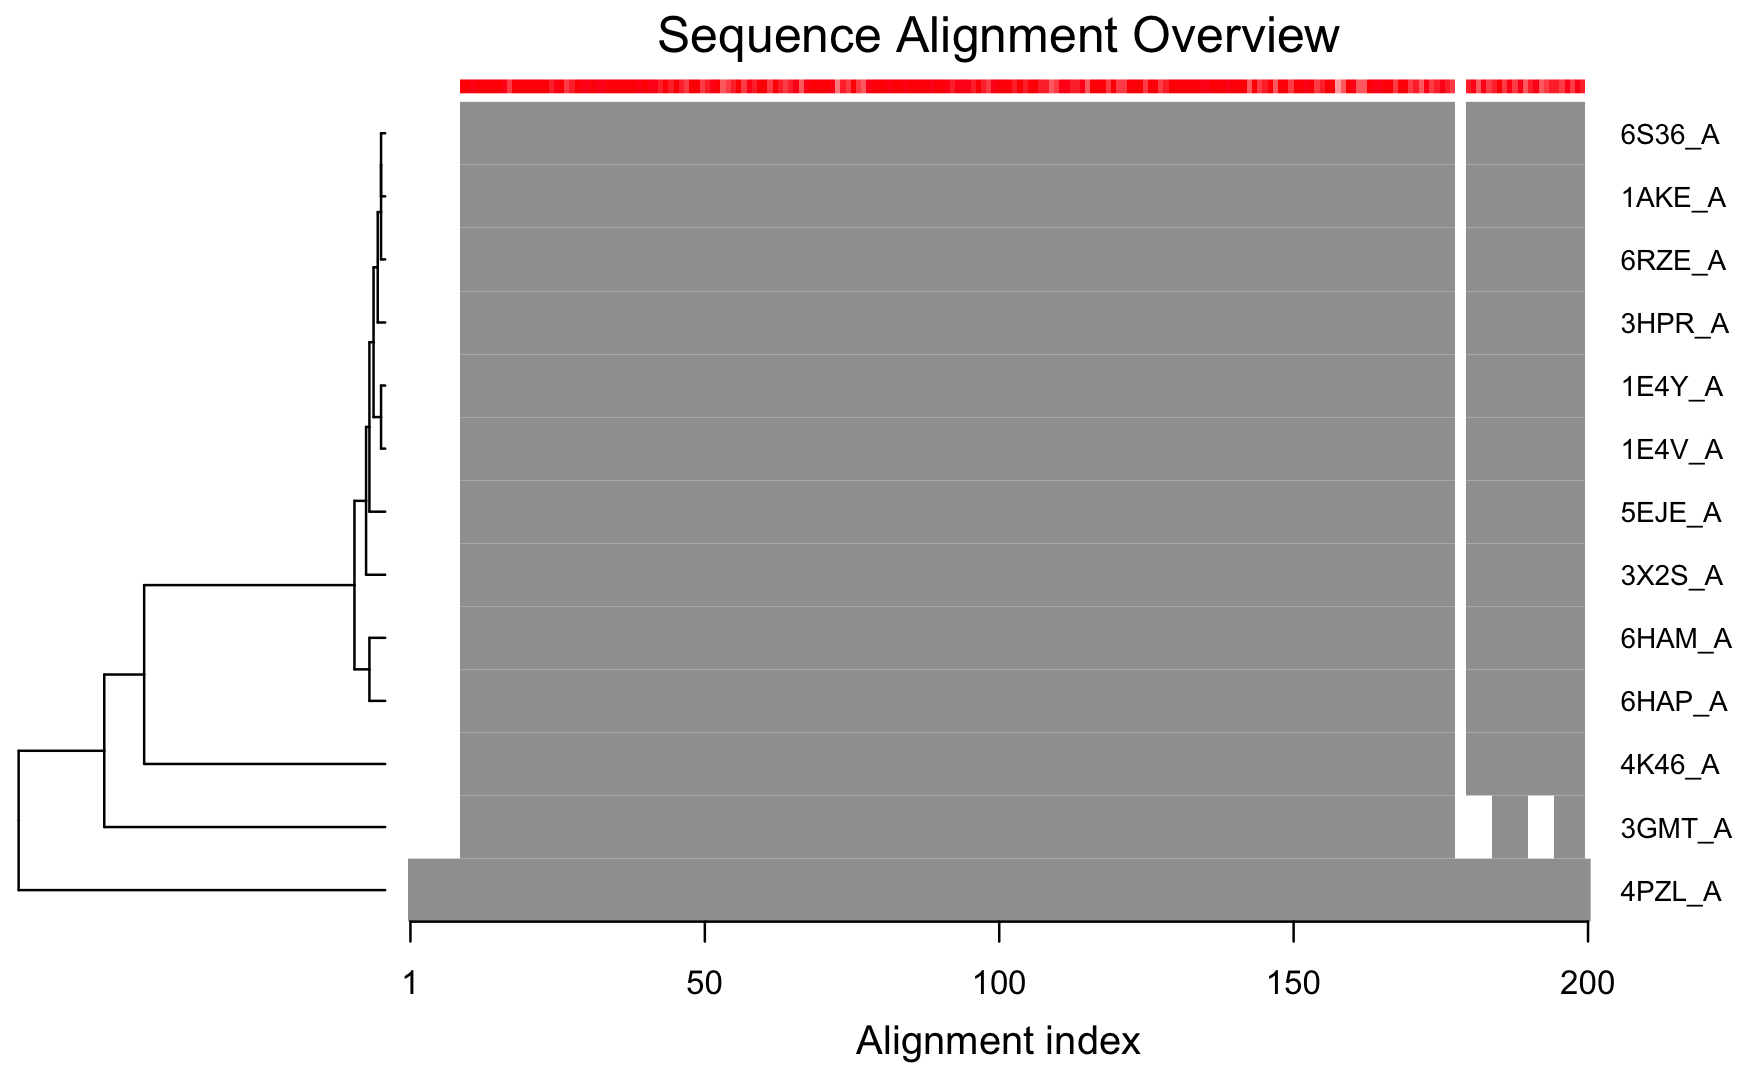 Sequence Alignment Overview
6S36_A
1AKE_A
6RZE_A
3HPR_A
1E4Y_A
1E4V_A
5EJE_A
3X2S_A
6HAM_A
6HAP_A
4K46_A
3GMT_A
4PZL_A
1 50 100 150 200
Alignment index